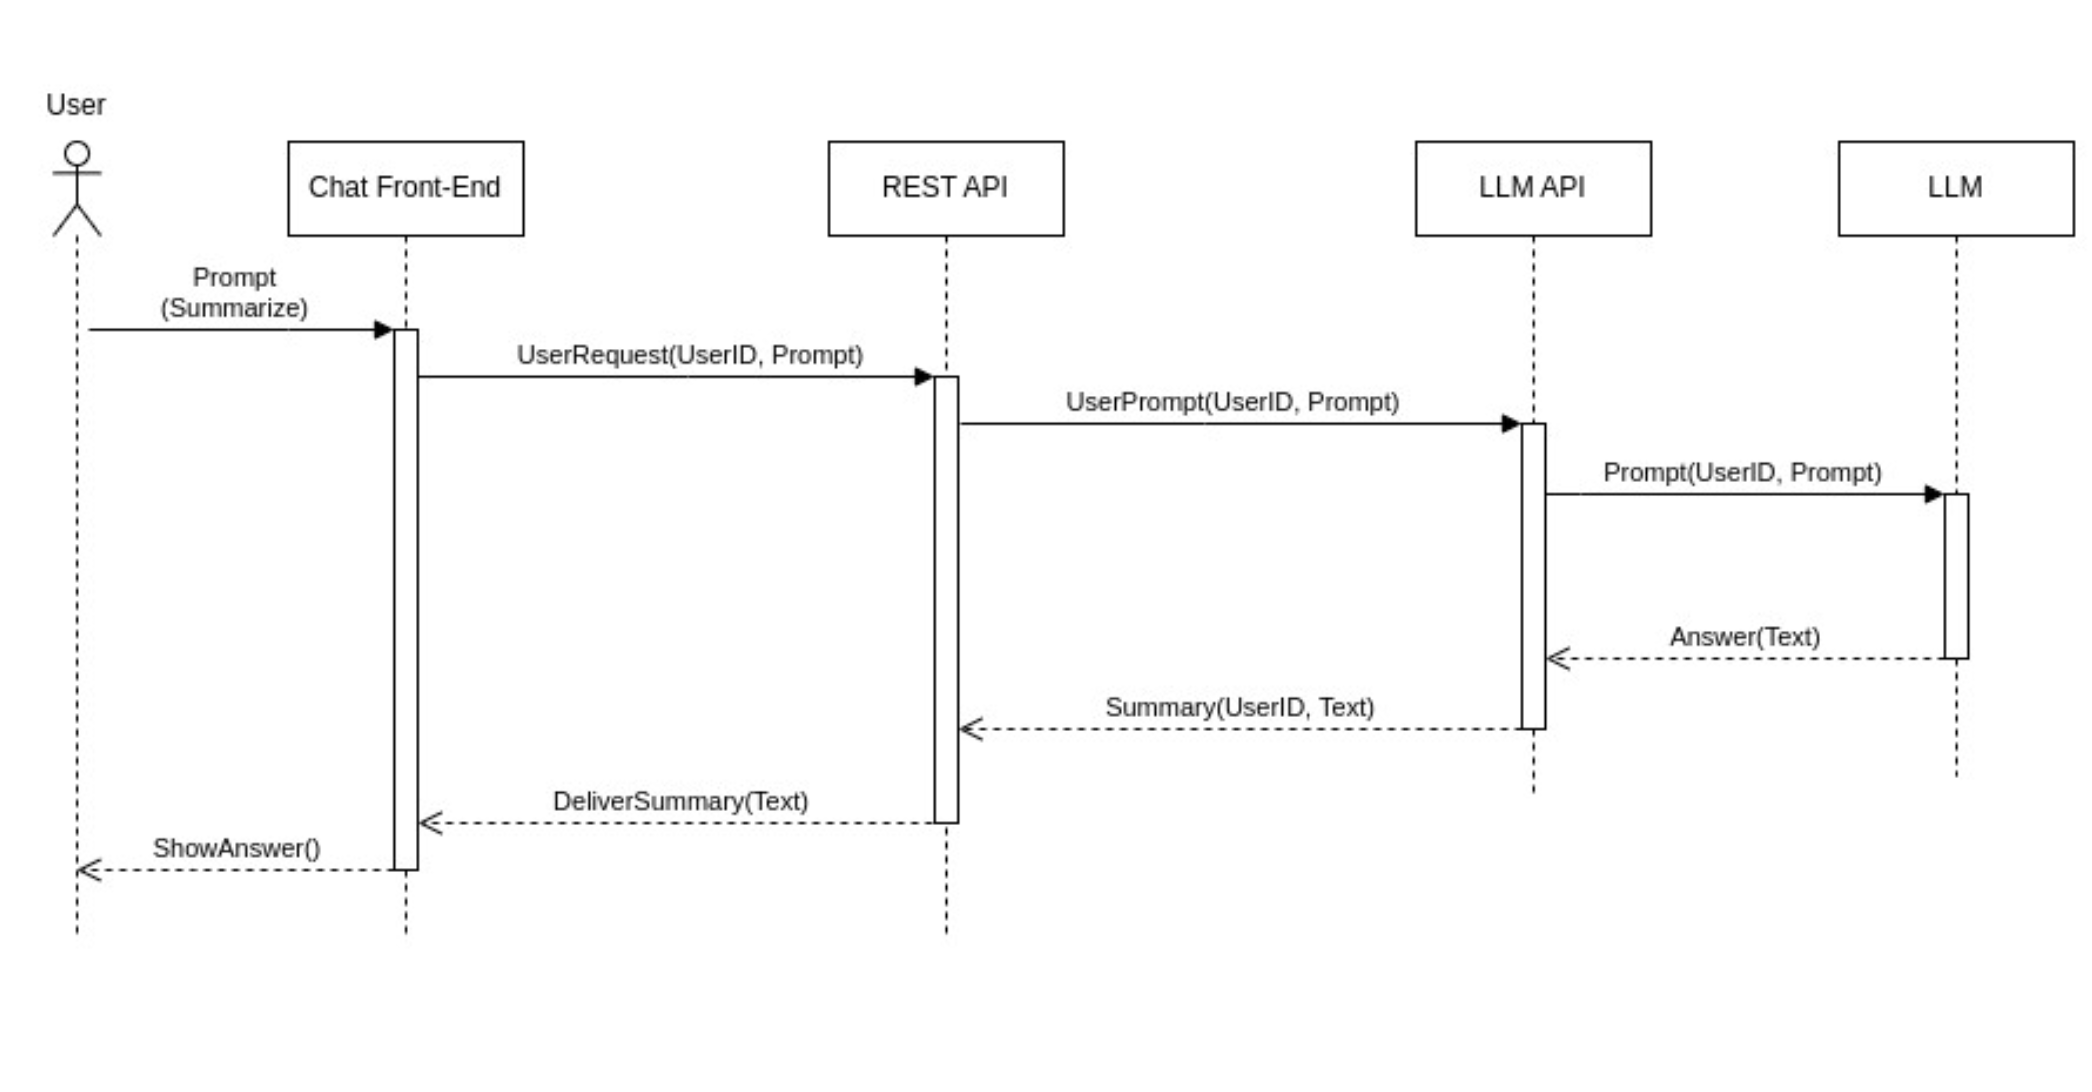 User
Chat Front-End
REST API
LLM API
LLM
Prompt
(Summarize)
UserRequest(UserID, Prompt)
UserPrompt(UserID, Prompt)
Prompt(UserID, Prompt)
Answer(Text)
Summary(UserID, Text)
DeliverSummary(Text)
ShowAnswer()